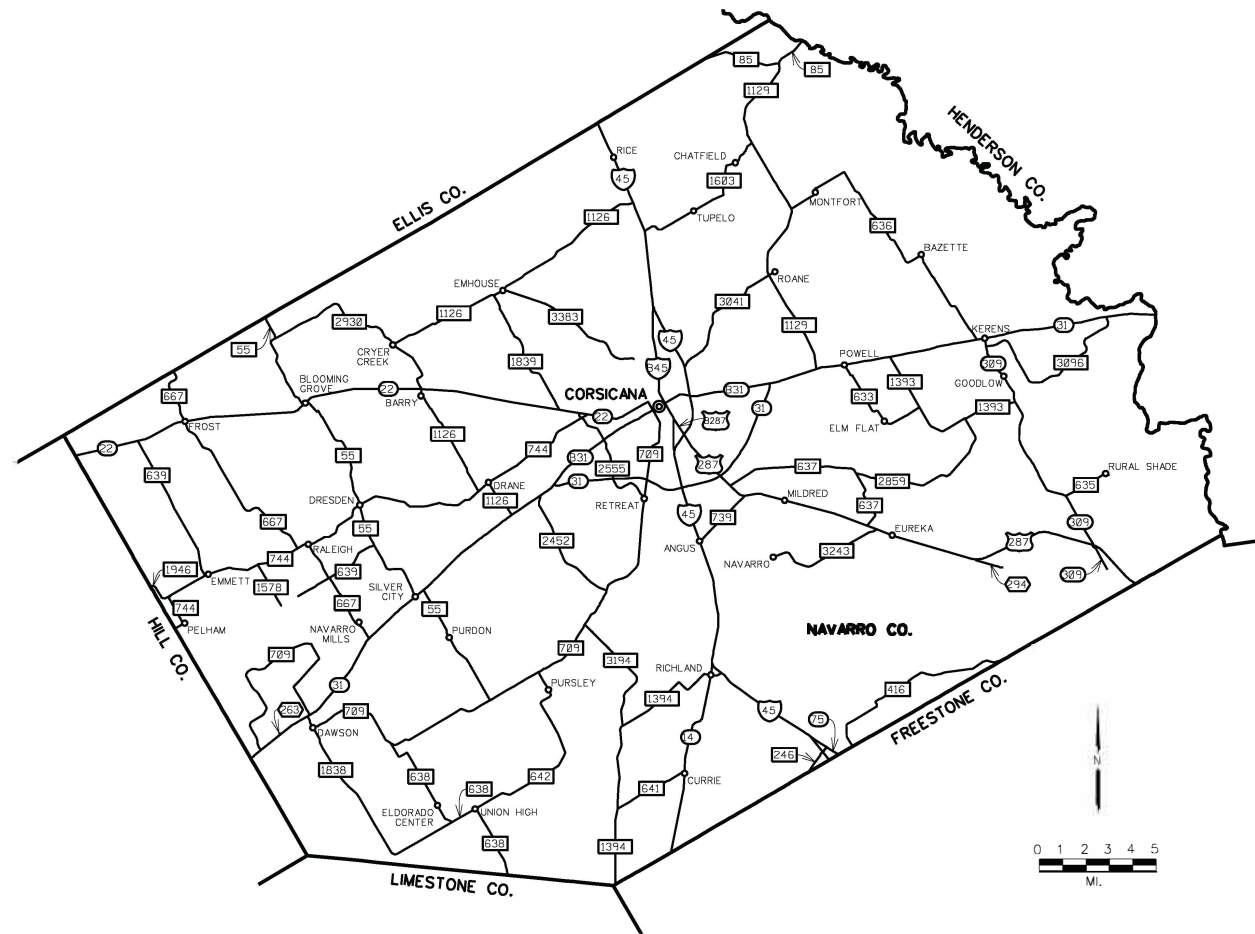 85
85
1129
HENDERSON CO.
RICE
CHATFIELD
45
1603
ELLIS CO.
MONTFORT
1126
TUPELO
636
BAZETTE
EMHOUSE
ROANE
3041
1126
3383
2930
1129
31
KERENS
55
CRYER
CREEK
1839
45
POWELL
309
3096
BLOOMING
GROVE
22
CORSICANA
345
B31
1393
GOODLOW
667
BARRY
22
31
633
1393
FROST
B287
ELM FLAT
22
1126
744
B31
709
55
2555
287
637
RURAL SHADE
639
31
2859
635
DRANE
DRESDEN
1126
RETREAT
MILDRED
667
45
739
637
309
55
EUREKA
RALEIGH
2452
ANGUS
287
744
3243
NAVARRO
1946
EMMETT
639
309
1578
SILVER
CITY
294
744
667
55
HILL CO.
PELHAM
NAVARRO
MILLS
PURDON
NAVARRO CO.
709
709
3194
RICHLAND
31
PURSLEY
416
1394
263
709
45
75
FREESTONE CO.
DAWSON
14
246
N
1838
638
642
638
641
CURRIE
ELDORADO
CENTER
UNION HIGH
638
1394
0 1 2 3 4 5
MI.
LIMESTONE CO.